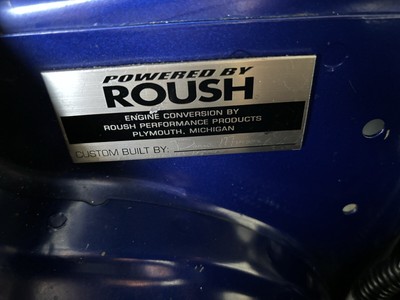 POWERED BY
ROUSH
ENGINE CONVERSION BY
ROUSH PERFORMANCE PRODUCTS
PLYMOUTH, MICHIGAN
CUSTOM BUILT BY: